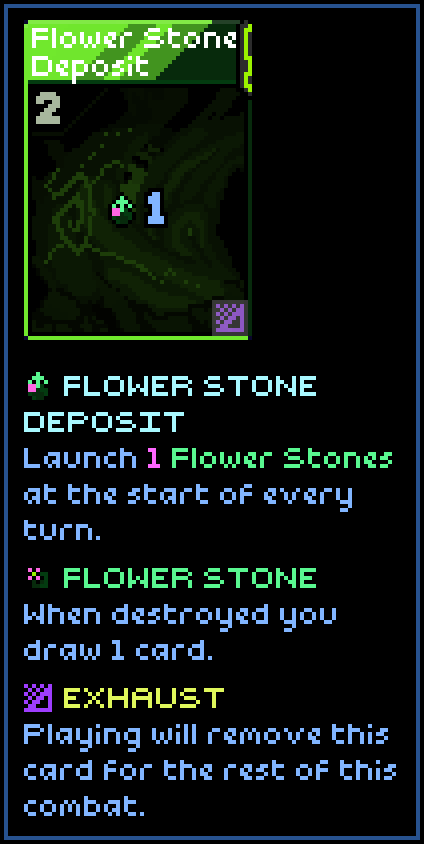 Flower Stone
Deposit
2
1
FLOWER STONE
DEPOSIT
Launch 1 Flower Stones
at the start of every
turn.
FLOWER STONE
When destroyed you
draw 1 card.
EXHAUST
Playing will remove this
card for the rest of this
combat.